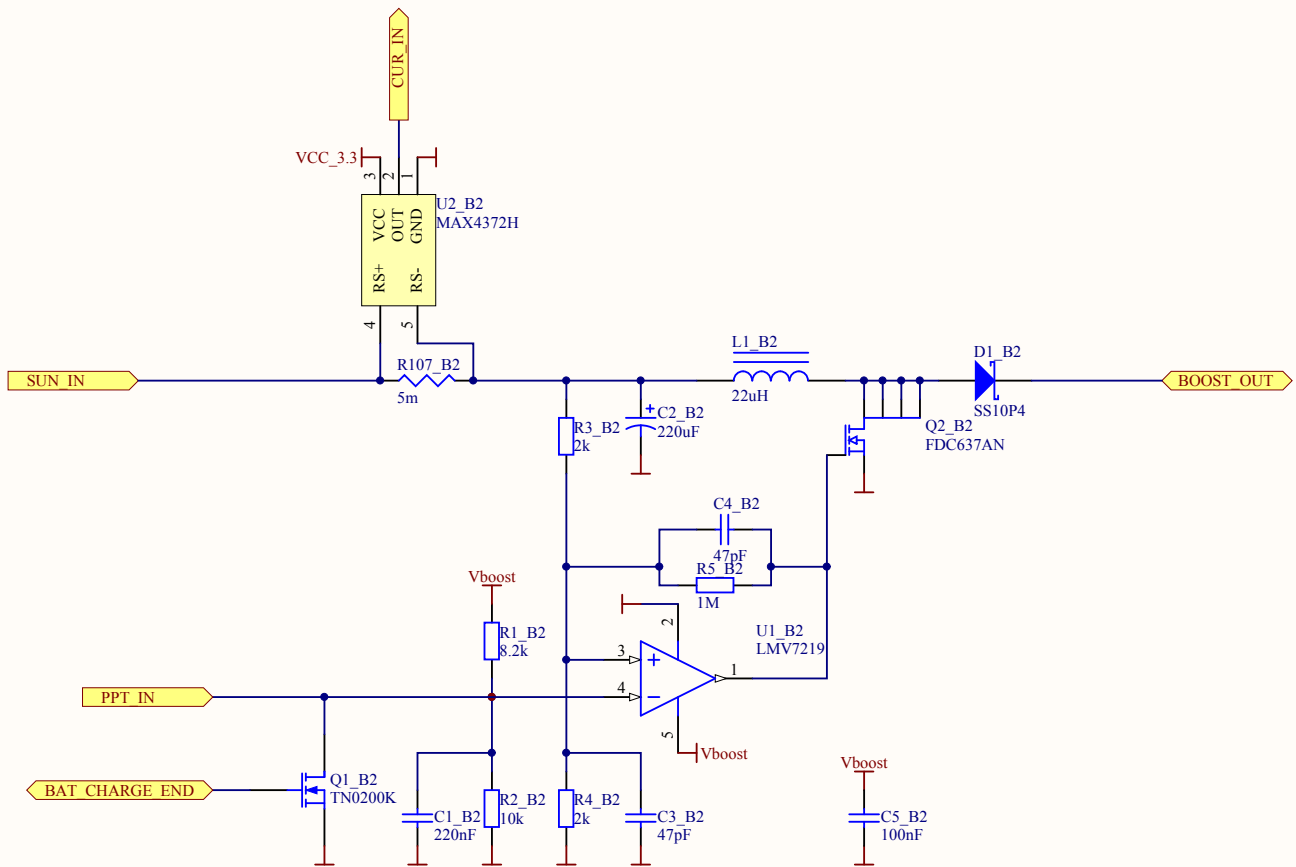 CUR_IN
VCC_3.3
3
2
1
U2_B2
MAX4372H
VCC
OUT
GND
RS+
RS-
4
5
SUN_IN
R107_B2
5m
L1_B2
22uH
D1_B2
SS10P4
BOOST_OUT
R3_B2
2k
C2_B2
220uF
Q2_B2
FDC637AN
C4_B2
47pF
R5_B2
1M
Vboost
R1_B2
8.2k
2
U1_B2
LMV7219
3
4
1
PPT_IN
5
Vboost
BAT_CHARGE_END
Q1_B2
TN0200K
C1_B2
220nF
R2_B2
10k
R4_B2
2k
C3_B2
47pF
Vboost
C5_B2
100nF